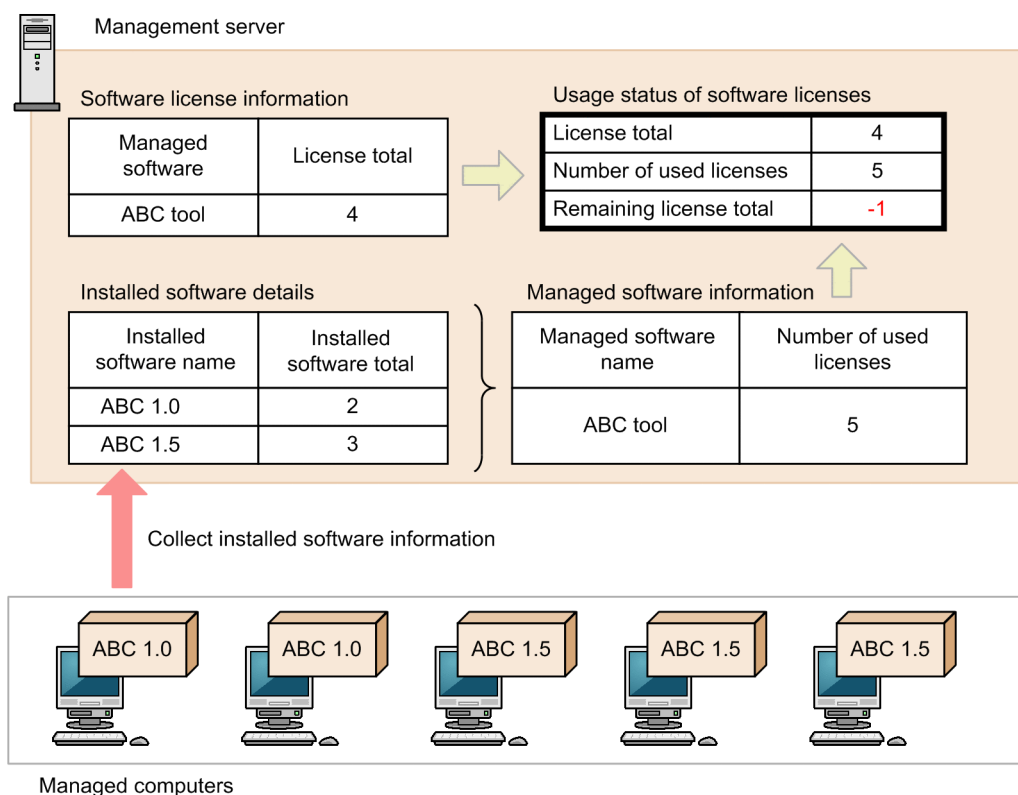 Management server
Software license information
Managed
software
License total
ABC tool
4
Usage status of software licenses
License total
4
Number of used licenses
5
Remaining license total
-1
Installed software details
Installed
software name
Installed
software total
ABC 1.0
2
ABC 1.5
3
Managed software information
Managed software
name
Number of used
licenses
ABC tool
5
Collect installed software information
ABC 1.0
ABC 1.0
ABC 1.5
ABC 1.5
ABC 1.5
Managed computers